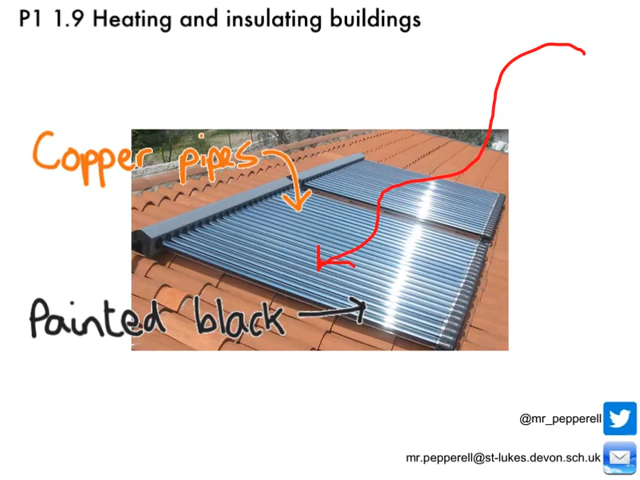 P1 1.9 Heating and insulating buildings
Copper pipes
Painted black
@mr_pepperell
mr.pepperell@st-lukes.devon.sch.uk